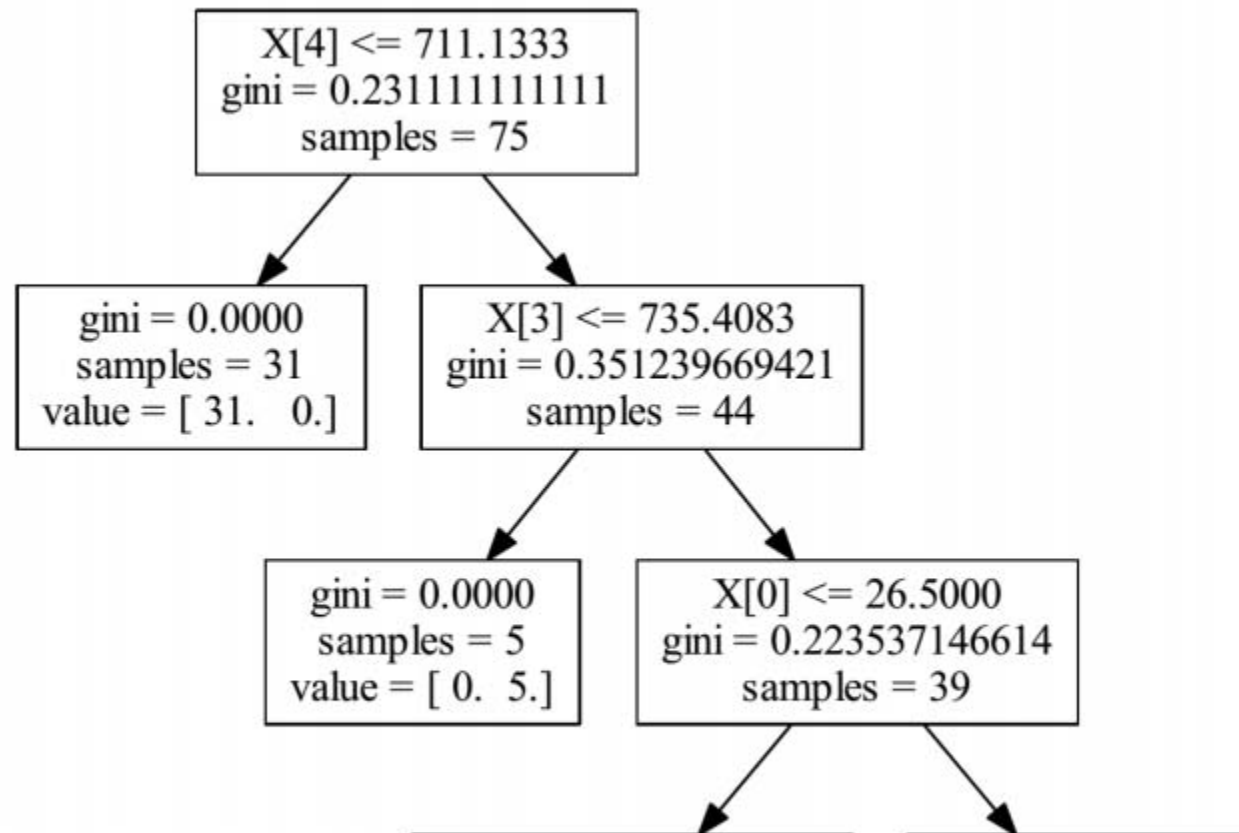 X[4] <= 711.1333
gini = 0.231111111111
samples = 75
gini = 0.0000
samples = 31
value = [ 31.   0.]
X[3] <= 735.4083
gini = 0.351239669421
samples = 44
gini = 0.0000
samples = 5
value = [ 0.  5.]
X[0] <= 26.5000
gini = 0.223537146614
samples = 39